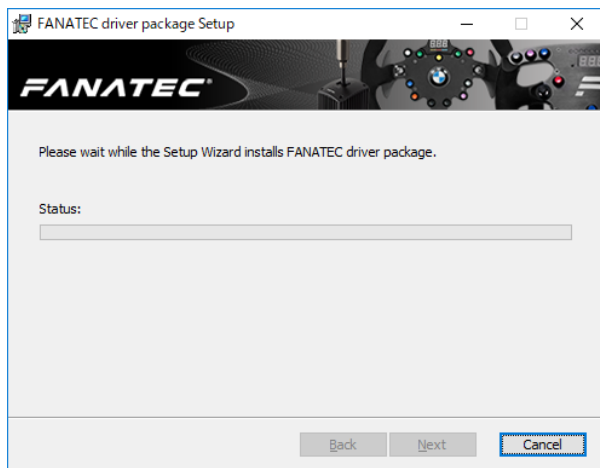 FANATEC driver package Setup
FANATEC
Please wait while the Setup Wizard installs FANATEC driver package.
Status:
Back Next Cancel